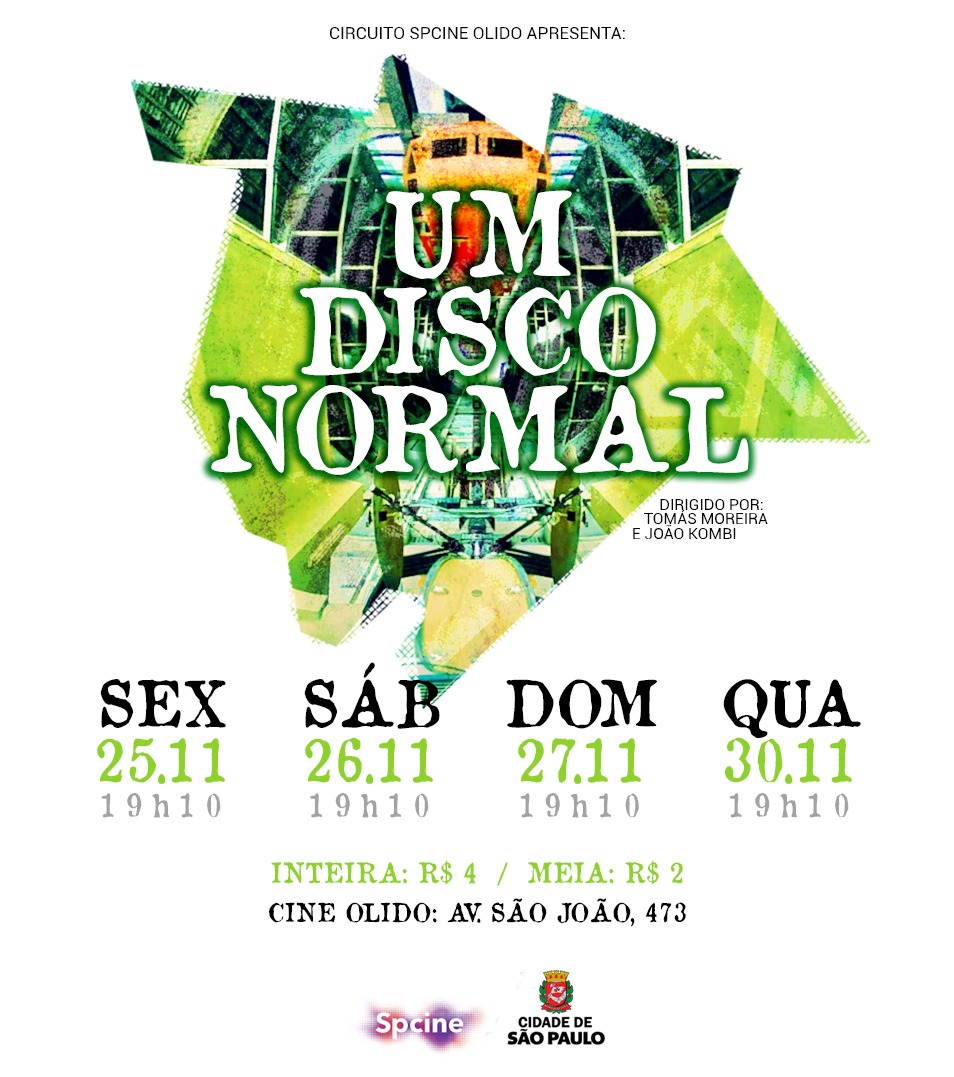 CIRCUITO SPCINE OLIDO APRESENTA:
UM
DISCO
NORMAL
DIRIGIDO POR:
TOMÁS MOREIRA
E JOÃO KOMBI
SEX SÁB DOM QUA
25.11 26.11 27.11 30.11
19h10 19h10 19h10 19h10
INTEIRA: R$ 4 / MEIA: R$ 2
CINE OLIDO: AV. SÃO JOÃO, 473
Spcine
CIDADE DE
SÃO PAULO